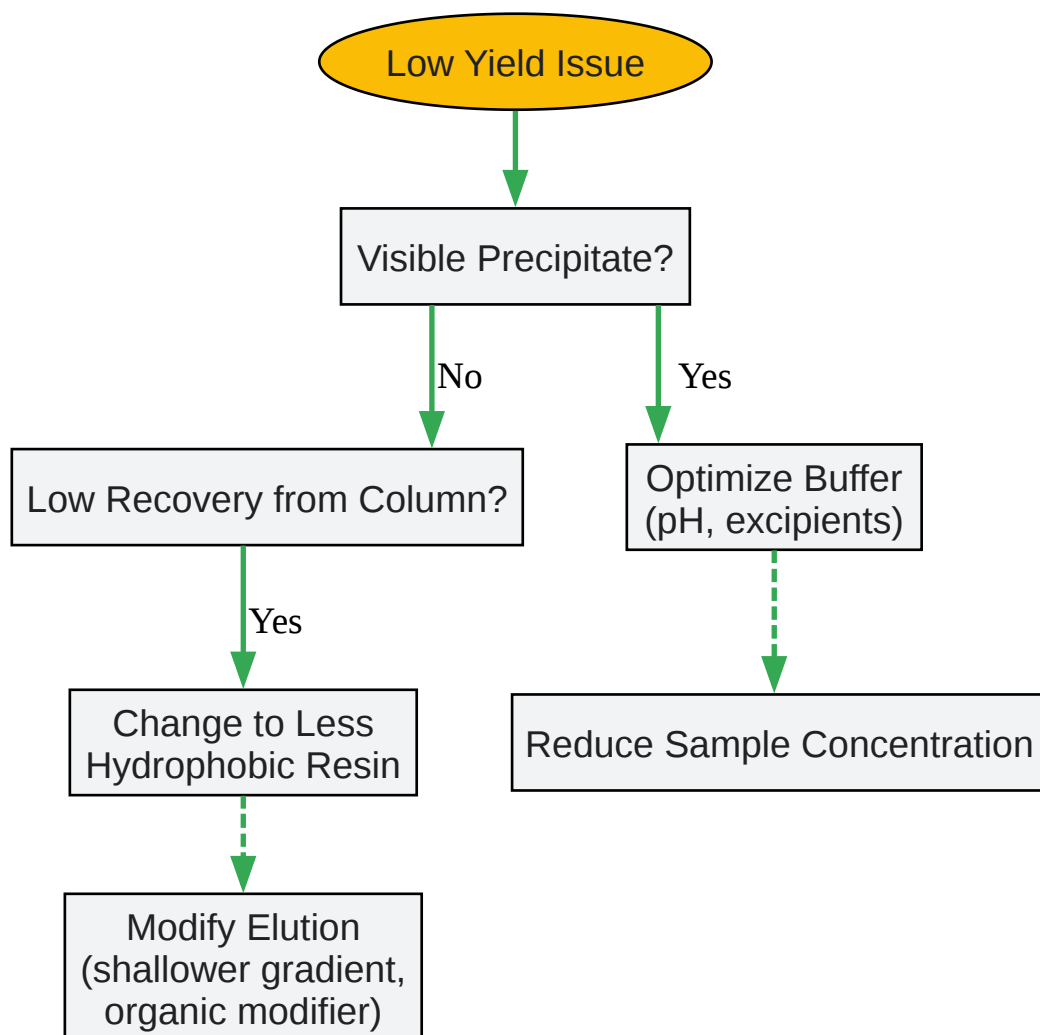 Low Yield Issue
Visible Precipitate?
No
Yes
Low Recovery from Column?
Optimize Buffer
(pH, excipients)
Yes
Change to Less
Hydrophobic Resin
Reduce Sample Concentration
Modify Elution
(shallower gradient,
organic modifier)